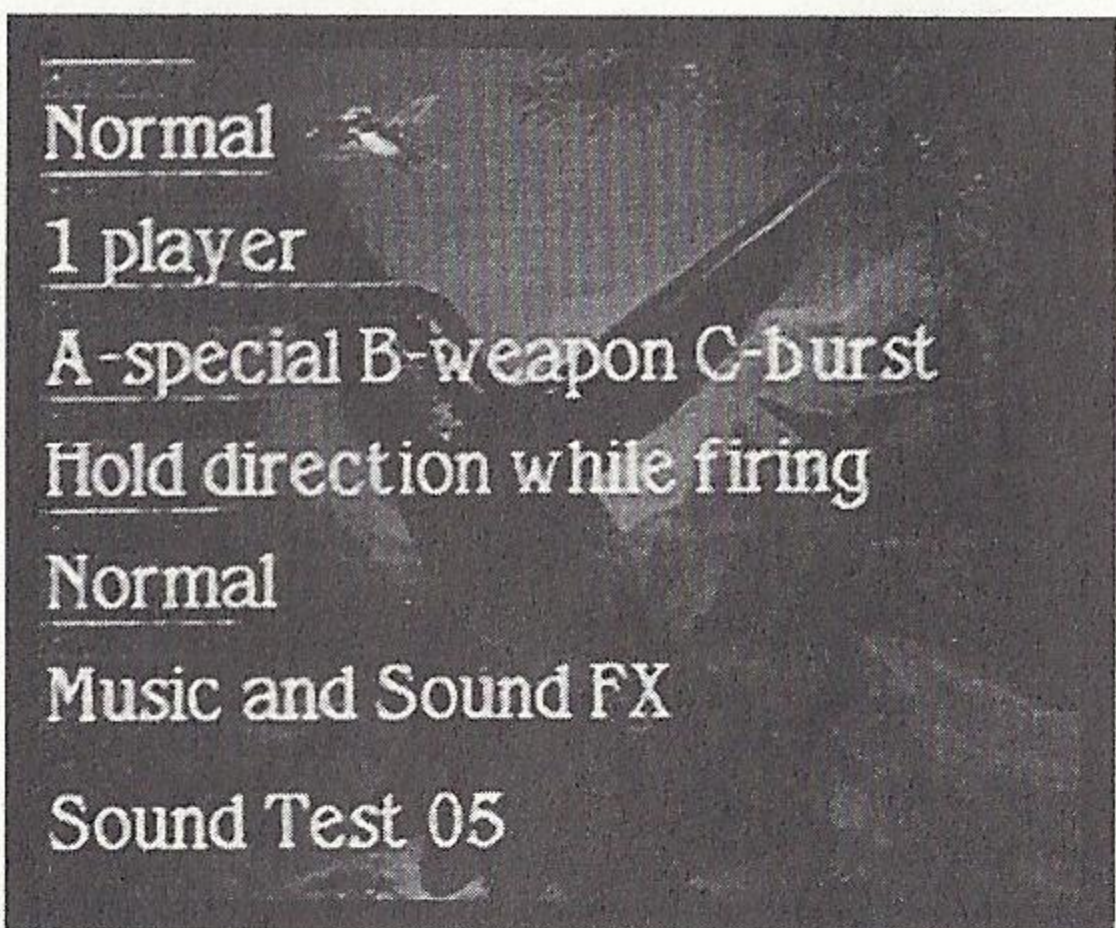 Normal
1 player
A-special B-weapon C-burst
Hold direction while firing
Normal
Music and Sound FX
Sound Test 05